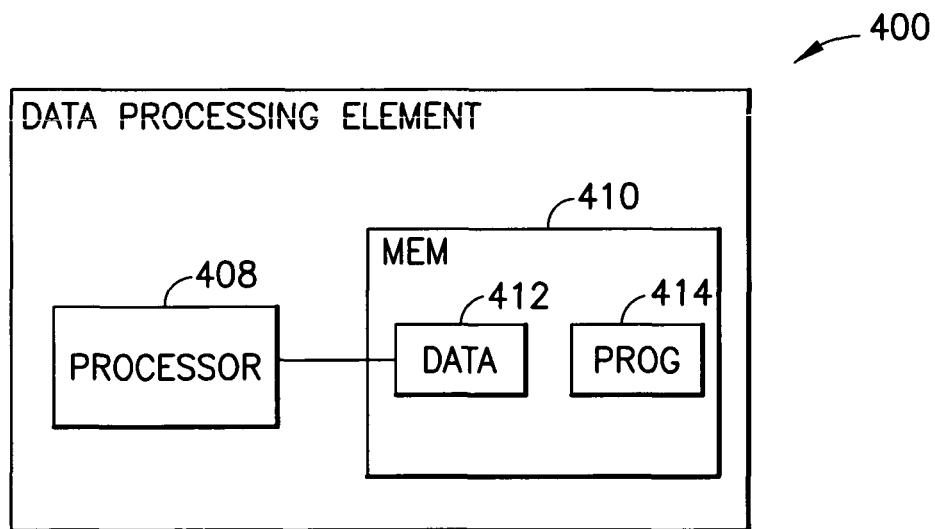 400
DATA PROCESSING ELEMENT
410
MEM
408
412
414
PROCESSOR
DATA
PROG